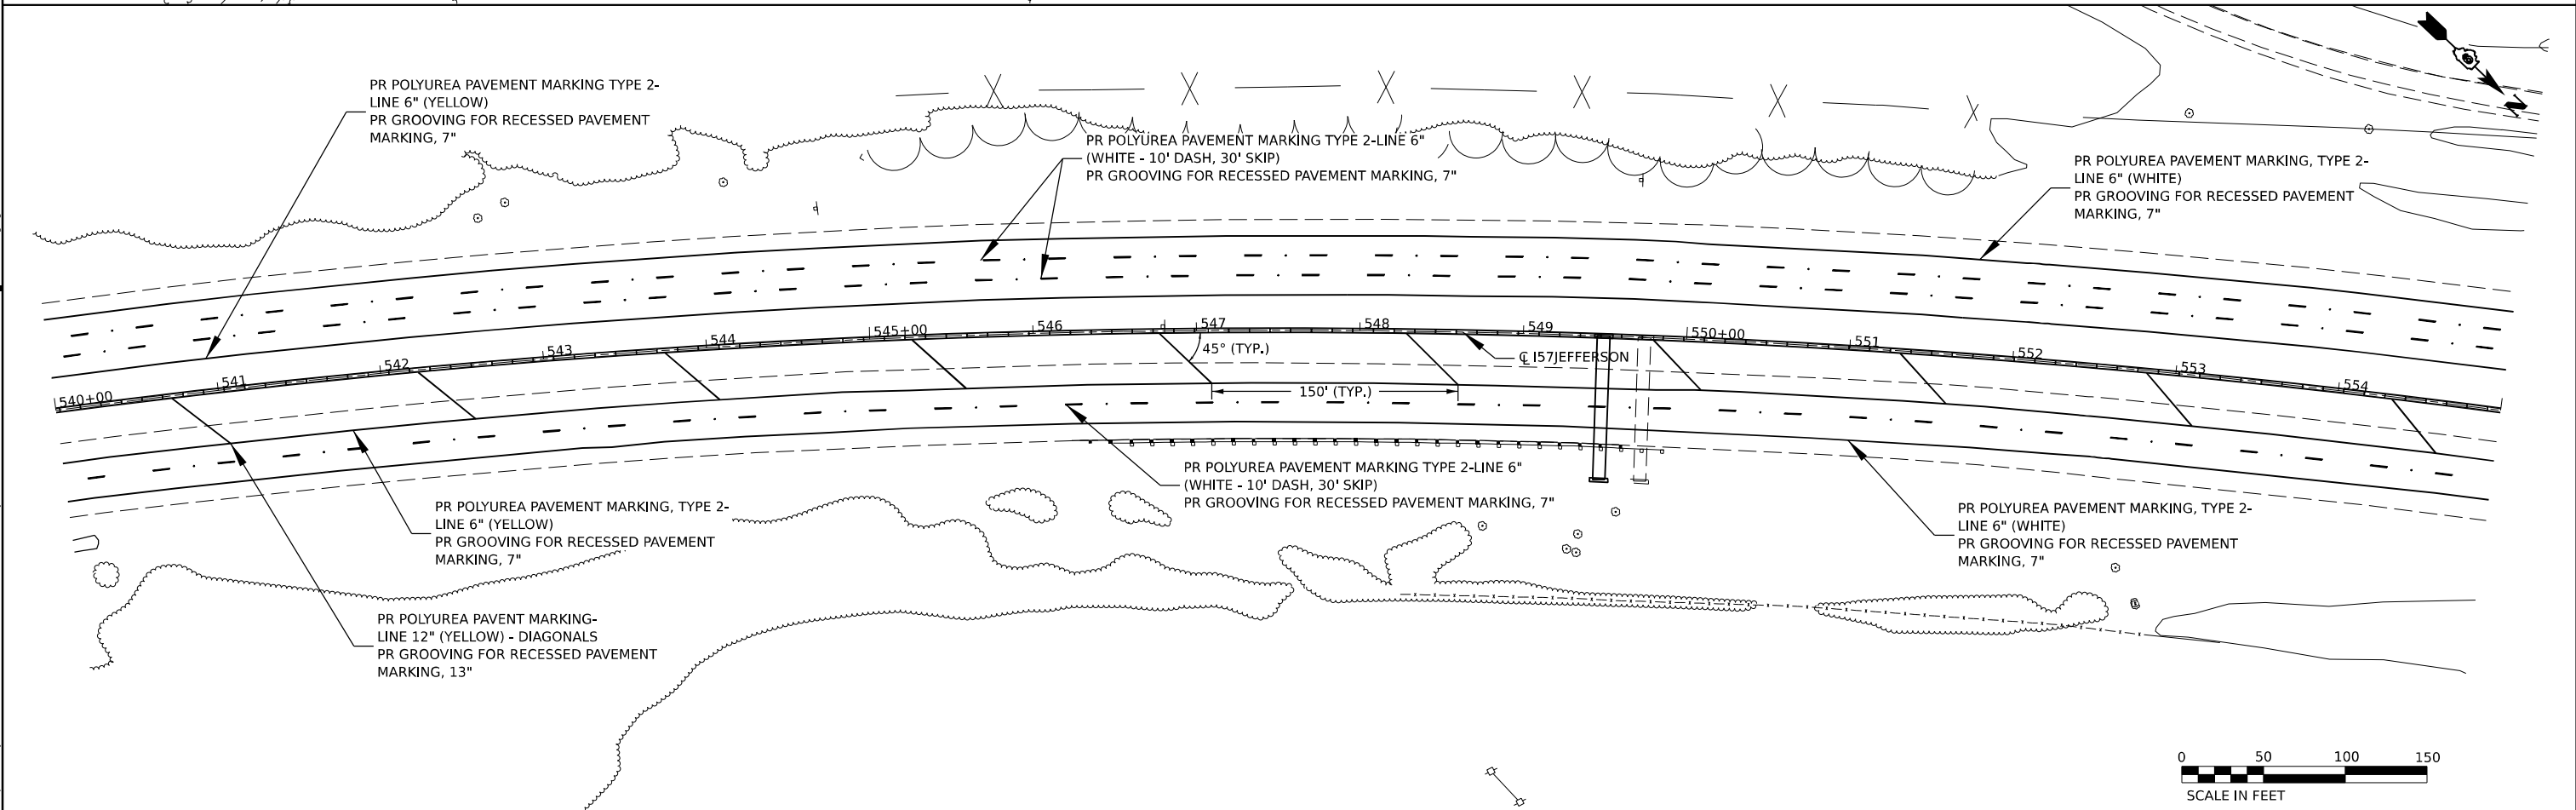 PR POLYUREA PAVEMENT MARKING TYPE 2-
LINE 6" (YELLOW)
PR GROOVING FOR RECESSED PAVEMENT
MARKING, 7"
PR POLYUREA PAVEMENT MARKING TYPE 2-LINE 6"
(WHITE - 10' DASH, 30' SKIP)
PR GROOVING FOR RECESSED PAVEMENT MARKING, 7"
PR POLYUREA PAVEMENT MARKING, TYPE 2-
LINE 6" (WHITE)
PR GROOVING FOR RECESSED PAVEMENT
MARKING, 7"
N
540+00
541
542
543
544
545+00
546
547
548
549
550+00
551
552
553
554
45° (TYP.)
℄ I57JEFFERSON
150' (TYP.)
PR POLYUREA PAVEMENT MARKING TYPE 2-LINE 6"
(WHITE - 10' DASH, 30' SKIP)
PR GROOVING FOR RECESSED PAVEMENT MARKING, 7"
PR POLYUREA PAVEMENT MARKING, TYPE 2-
LINE 6" (YELLOW)
PR GROOVING FOR RECESSED PAVEMENT
MARKING, 7"
PR POLYUREA PAVEMENT MARKING, TYPE 2-
LINE 6" (WHITE)
PR GROOVING FOR RECESSED PAVEMENT
MARKING, 7"
PR POLYUREA PAVENT MARKING-
LINE 12" (YELLOW) - DIAGONALS
PR GROOVING FOR RECESSED PAVEMENT
MARKING, 13"
0 50 100 150
SCALE IN FEET